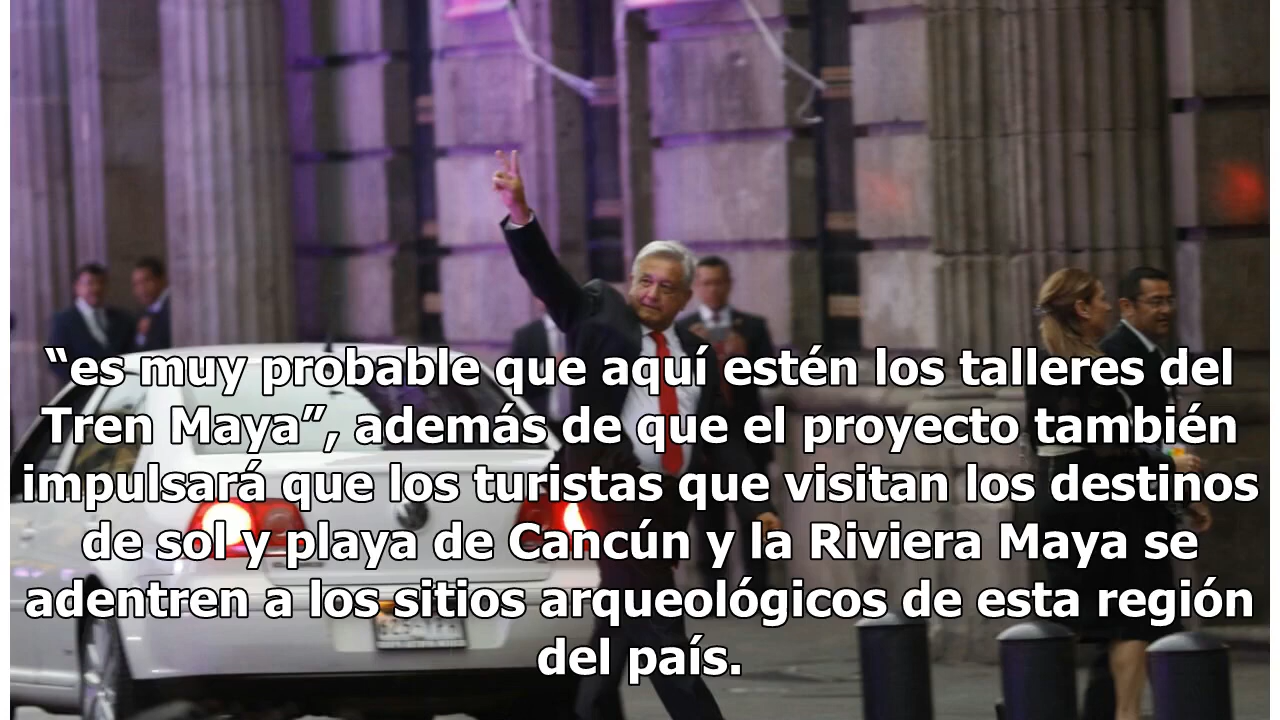 “es muy probable que aquí estén los talleres del
Tren Maya”, además de que el proyecto también
impulsará que los turistas que visitan los destinos
de sol y playa de Cancún y la Riviera Maya se
adentren a los sitios arqueológicos de esta región
del país.